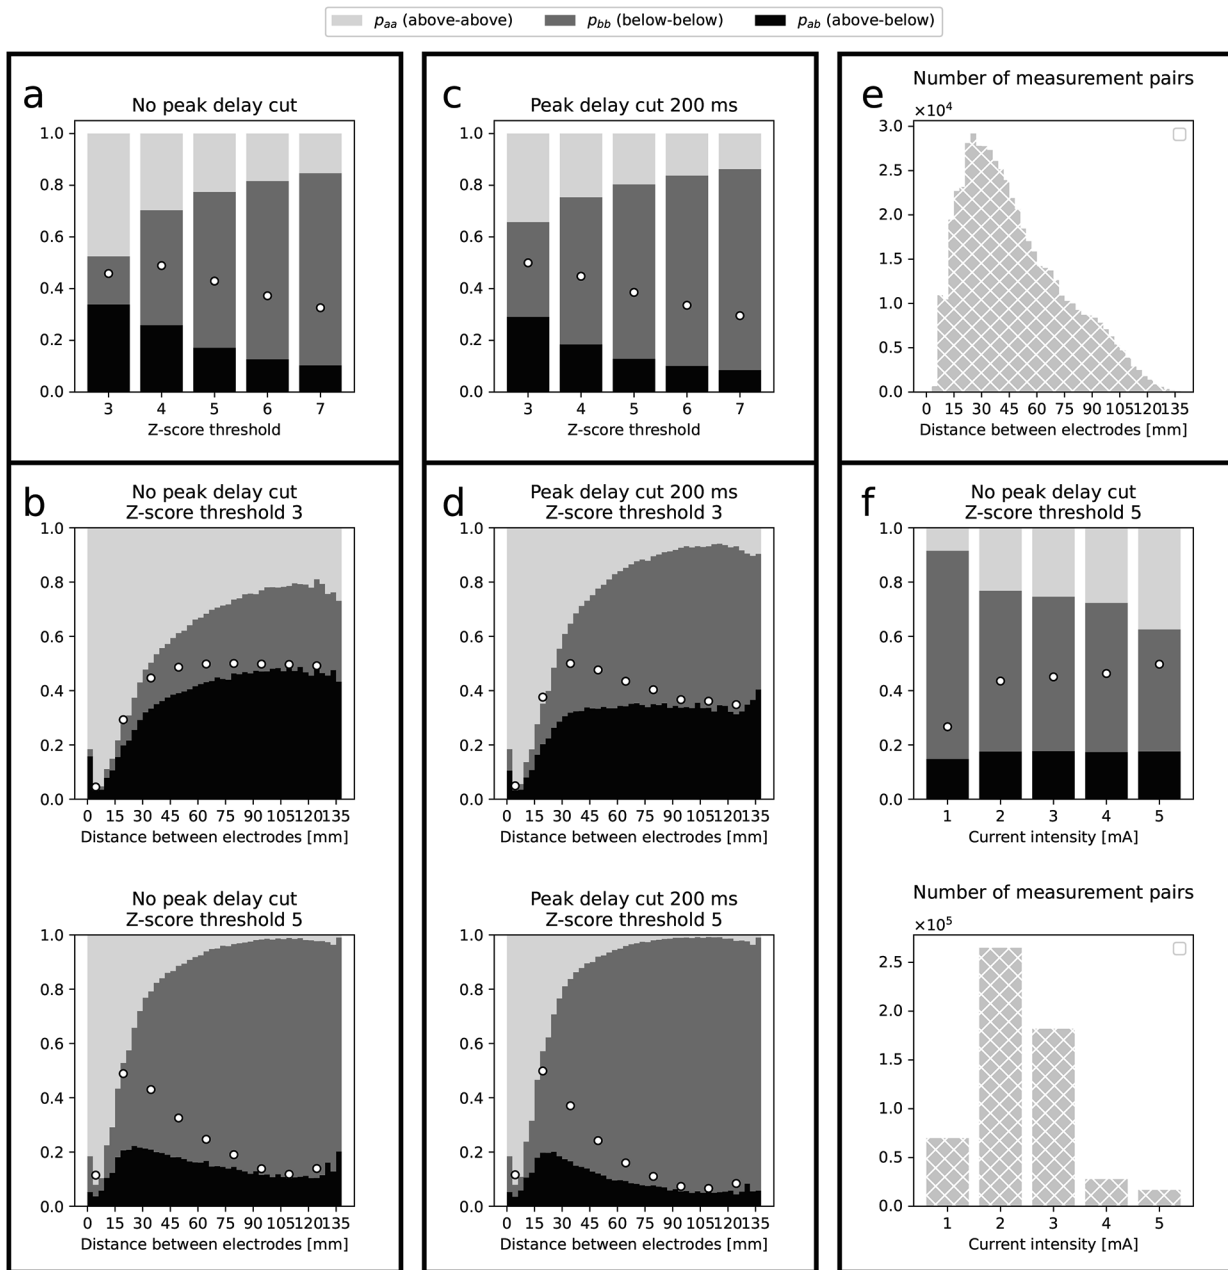 p_aa (above-above) p_bb (below-below) p_ab (above-below)
a
No peak delay cut
1.0
0.8
0.6
0.4
0.2
0.0
3 4 5 6 7
Z-score threshold
c
Peak delay cut 200 ms
1.0
0.8
0.6
0.4
0.2
0.0
3 4 5 6 7
Z-score threshold
e
Number of measurement pairs
×10^4
3.0
2.5
2.0
1.5
1.0
0.5
0.0
0 15 30 45 60 75 90 105 120 135
Distance between electrodes [mm]
b
No peak delay cut
Z-score threshold 3
1.0
0.8
0.6
0.4
0.2
0.0
0 15 30 45 60 75 90 105 120 135
Distance between electrodes [mm]
No peak delay cut
Z-score threshold 5
1.0
0.8
0.6
0.4
0.2
0.0
0 15 30 45 60 75 90 105 120 135
Distance between electrodes [mm]
d
Peak delay cut 200 ms
Z-score threshold 3
1.0
0.8
0.6
0.4
0.2
0.0
0 15 30 45 60 75 90 105 120 135
Distance between electrodes [mm]
Peak delay cut 200 ms
Z-score threshold 5
1.0
0.8
0.6
0.4
0.2
0.0
0 15 30 45 60 75 90 105 120 135
Distance between electrodes [mm]
f
No peak delay cut
Z-score threshold 5
1.0
0.8
0.6
0.4
0.2
0.0
1 2 3 4 5
Current intensity [mA]
Number of measurement pairs
×10^5
2.5
2.0
1.5
1.0
0.5
0.0
1 2 3 4 5
Current intensity [mA]